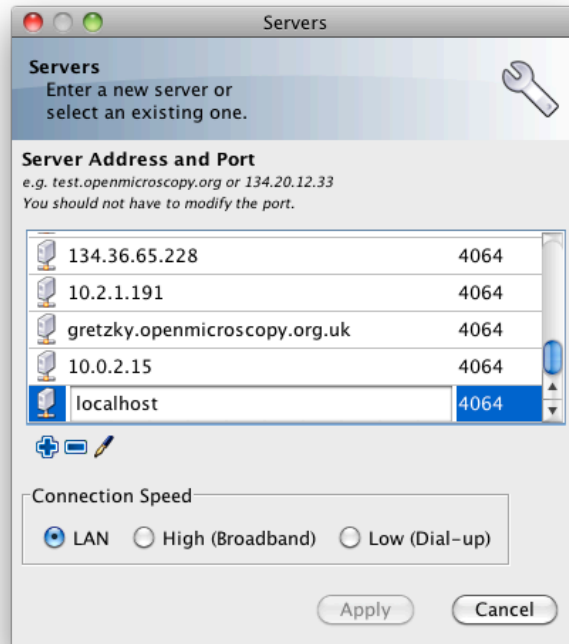 Servers
Servers
Enter a new server or
select an existing one.
Server Address and Port
e.g. test.openmicroscopy.org or 134.20.12.33
You should not have to modify the port.
134.36.65.228 4064
10.2.1.191 4064
gretzky.openmicroscopy.org.uk 4064
10.0.2.15 4064
localhost 4064
Connection Speed
LAN High (Broadband) Low (Dial-up)
Apply Cancel